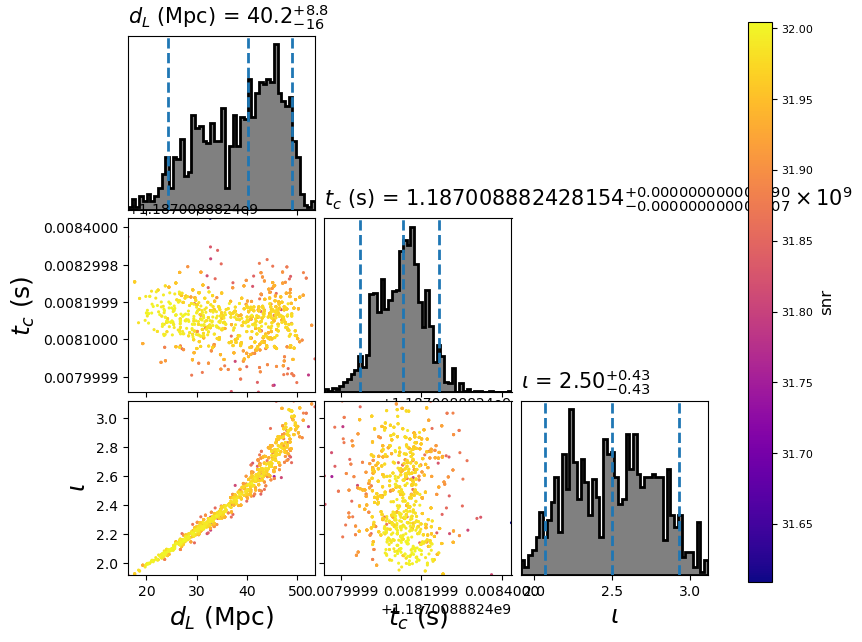 d_L (Mpc) = 40.2^{+8.8}_{-16}
32.00
31.95
31.90
31.85
31.80
31.75
31.70
31.65
snr
+1.1870088824e9
t_c (s) = 1.187008882428154 × 10^9
0.0084000
0.0082998
0.0081999
0.0081000
0.0079999
t_c (s)
ι = 2.50^{+0.43}_{-0.43}
3.0
2.8
2.6
2.4
2.2
2.0
ι
20 30 40 50
0.0079999 0.0081999 0.0084000
2.0 2.5 3.0
+1.1870088824e9
d_L (Mpc) t_c (s) ι